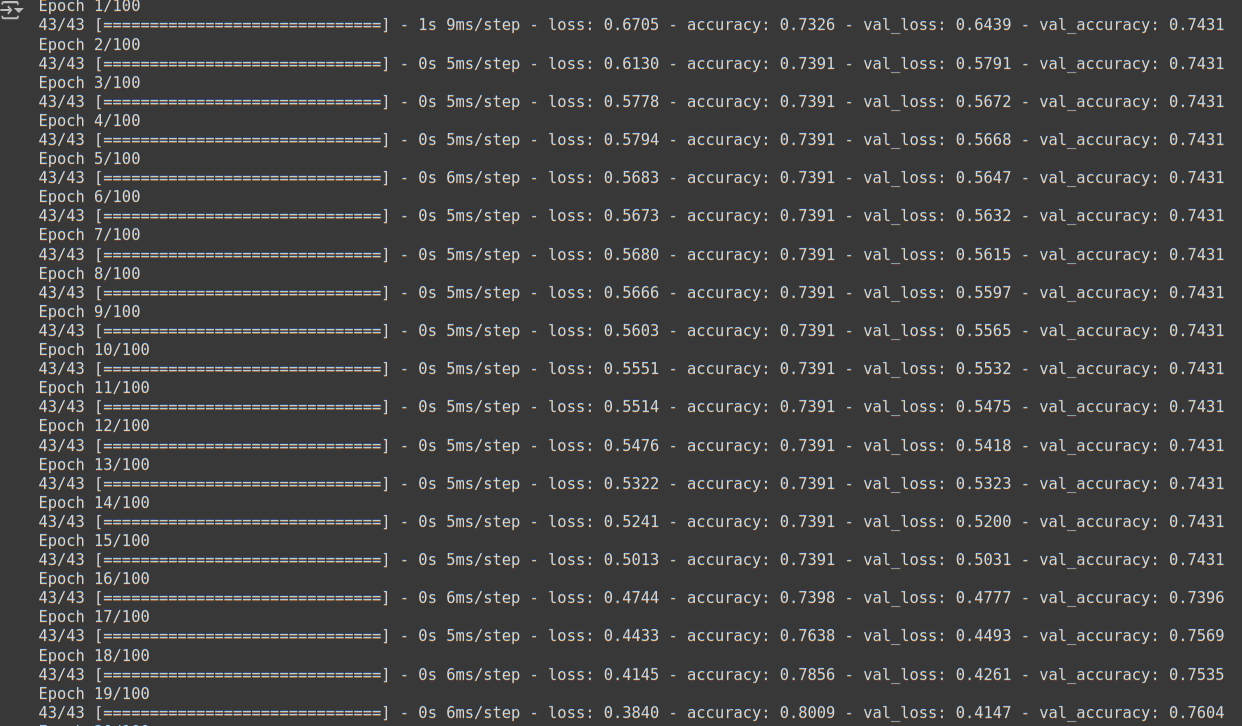 Epoch 1/100
43/43 [==============================] - 1s 9ms/step - loss: 0.6705 - accuracy: 0.7326 - val_loss: 0.6439 - val_accuracy: 0.7431
Epoch 2/100
43/43 [==============================] - 0s 5ms/step - loss: 0.6130 - accuracy: 0.7391 - val_loss: 0.5791 - val_accuracy: 0.7431
Epoch 3/100
43/43 [==============================] - 0s 5ms/step - loss: 0.5778 - accuracy: 0.7391 - val_loss: 0.5672 - val_accuracy: 0.7431
Epoch 4/100
43/43 [==============================] - 0s 5ms/step - loss: 0.5794 - accuracy: 0.7391 - val_loss: 0.5668 - val_accuracy: 0.7431
Epoch 5/100
43/43 [==============================] - 0s 6ms/step - loss: 0.5683 - accuracy: 0.7391 - val_loss: 0.5647 - val_accuracy: 0.7431
Epoch 6/100
43/43 [==============================] - 0s 5ms/step - loss: 0.5673 - accuracy: 0.7391 - val_loss: 0.5632 - val_accuracy: 0.7431
Epoch 7/100
43/43 [==============================] - 0s 5ms/step - loss: 0.5680 - accuracy: 0.7391 - val_loss: 0.5615 - val_accuracy: 0.7431
Epoch 8/100
43/43 [==============================] - 0s 5ms/step - loss: 0.5666 - accuracy: 0.7391 - val_loss: 0.5597 - val_accuracy: 0.7431
Epoch 9/100
43/43 [==============================] - 0s 5ms/step - loss: 0.5603 - accuracy: 0.7391 - val_loss: 0.5565 - val_accuracy: 0.7431
Epoch 10/100
43/43 [==============================] - 0s 5ms/step - loss: 0.5551 - accuracy: 0.7391 - val_loss: 0.5532 - val_accuracy: 0.7431
Epoch 11/100
43/43 [==============================] - 0s 5ms/step - loss: 0.5514 - accuracy: 0.7391 - val_loss: 0.5475 - val_accuracy: 0.7431
Epoch 12/100
43/43 [==============================] - 0s 5ms/step - loss: 0.5476 - accuracy: 0.7391 - val_loss: 0.5418 - val_accuracy: 0.7431
Epoch 13/100
43/43 [==============================] - 0s 5ms/step - loss: 0.5322 - accuracy: 0.7391 - val_loss: 0.5323 - val_accuracy: 0.7431
Epoch 14/100
43/43 [==============================] - 0s 5ms/step - loss: 0.5241 - accuracy: 0.7391 - val_loss: 0.5200 - val_accuracy: 0.7431
Epoch 15/100
43/43 [==============================] - 0s 5ms/step - loss: 0.5013 - accuracy: 0.7391 - val_loss: 0.5031 - val_accuracy: 0.7431
Epoch 16/100
43/43 [==============================] - 0s 6ms/step - loss: 0.4744 - accuracy: 0.7398 - val_loss: 0.4777 - val_accuracy: 0.7396
Epoch 17/100
43/43 [==============================] - 0s 5ms/step - loss: 0.4433 - accuracy: 0.7638 - val_loss: 0.4493 - val_accuracy: 0.7569
Epoch 18/100
43/43 [==============================] - 0s 6ms/step - loss: 0.4145 - accuracy: 0.7856 - val_loss: 0.4261 - val_accuracy: 0.7535
Epoch 19/100
43/43 [==============================] - 0s 6ms/step - loss: 0.3840 - accuracy: 0.8009 - val_loss: 0.4147 - val_accuracy: 0.7604